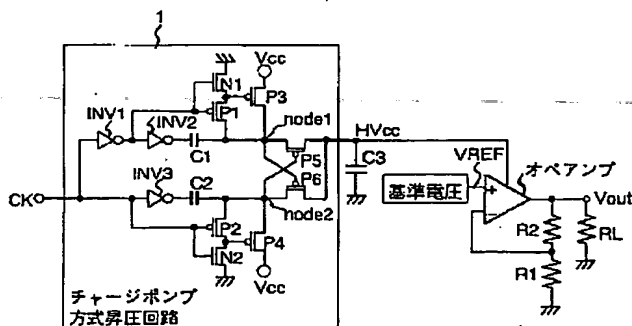 1
Vcc
N1
P3
P1
INV1
INV2
node1
C1
HVcc
P5
P6
C3
VREF
オペアンプ
INV3
C2
基準電圧
+
Vout
CK
node2
−
R2
RL
P2
P4
R1
N2
Vcc
チャージポンプ
方式昇圧回路